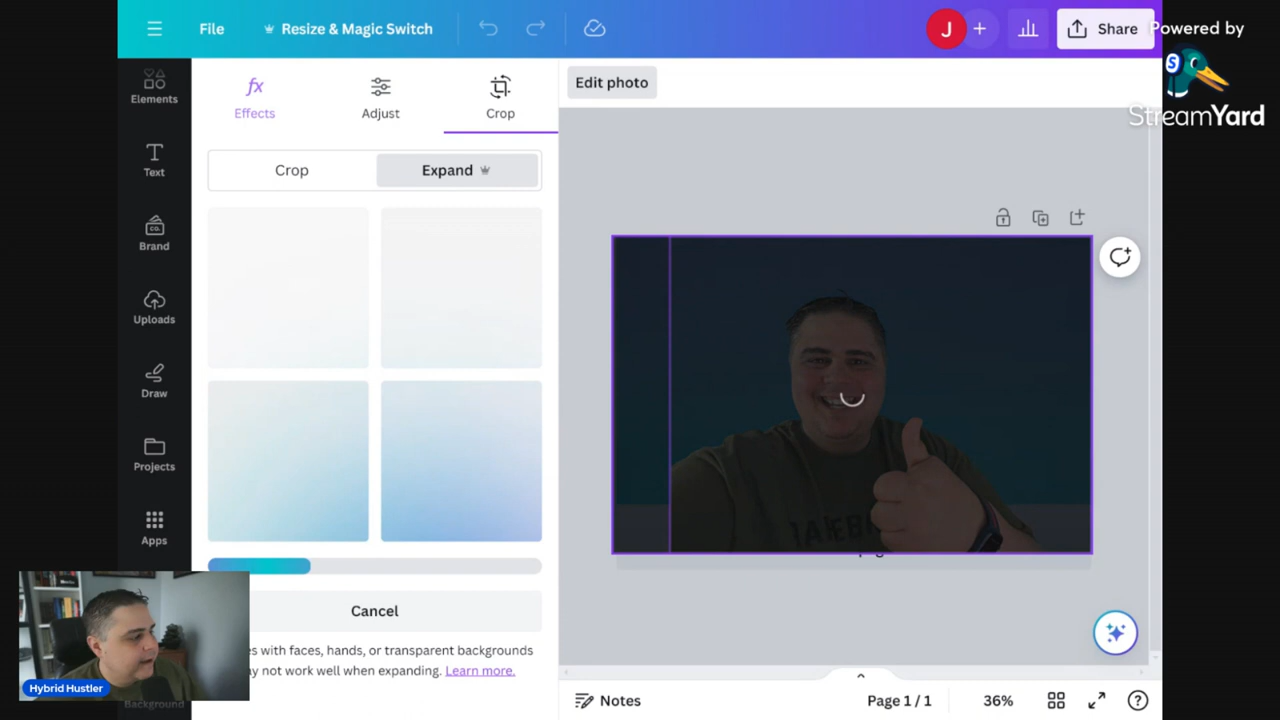 File
Resize & Magic Switch
J
Share
Powered by
StreamYard
Elements
Text
Brand
CO.
Uploads
Draw
Projects
Apps
Background
Effects
Adjust
Crop
Crop
Expand
Cancel
with faces, hands, or transparent backgrounds
not work well when expanding. Learn more.
Edit photo
Hybrid Hustler
Notes
Page 1 / 1
36%